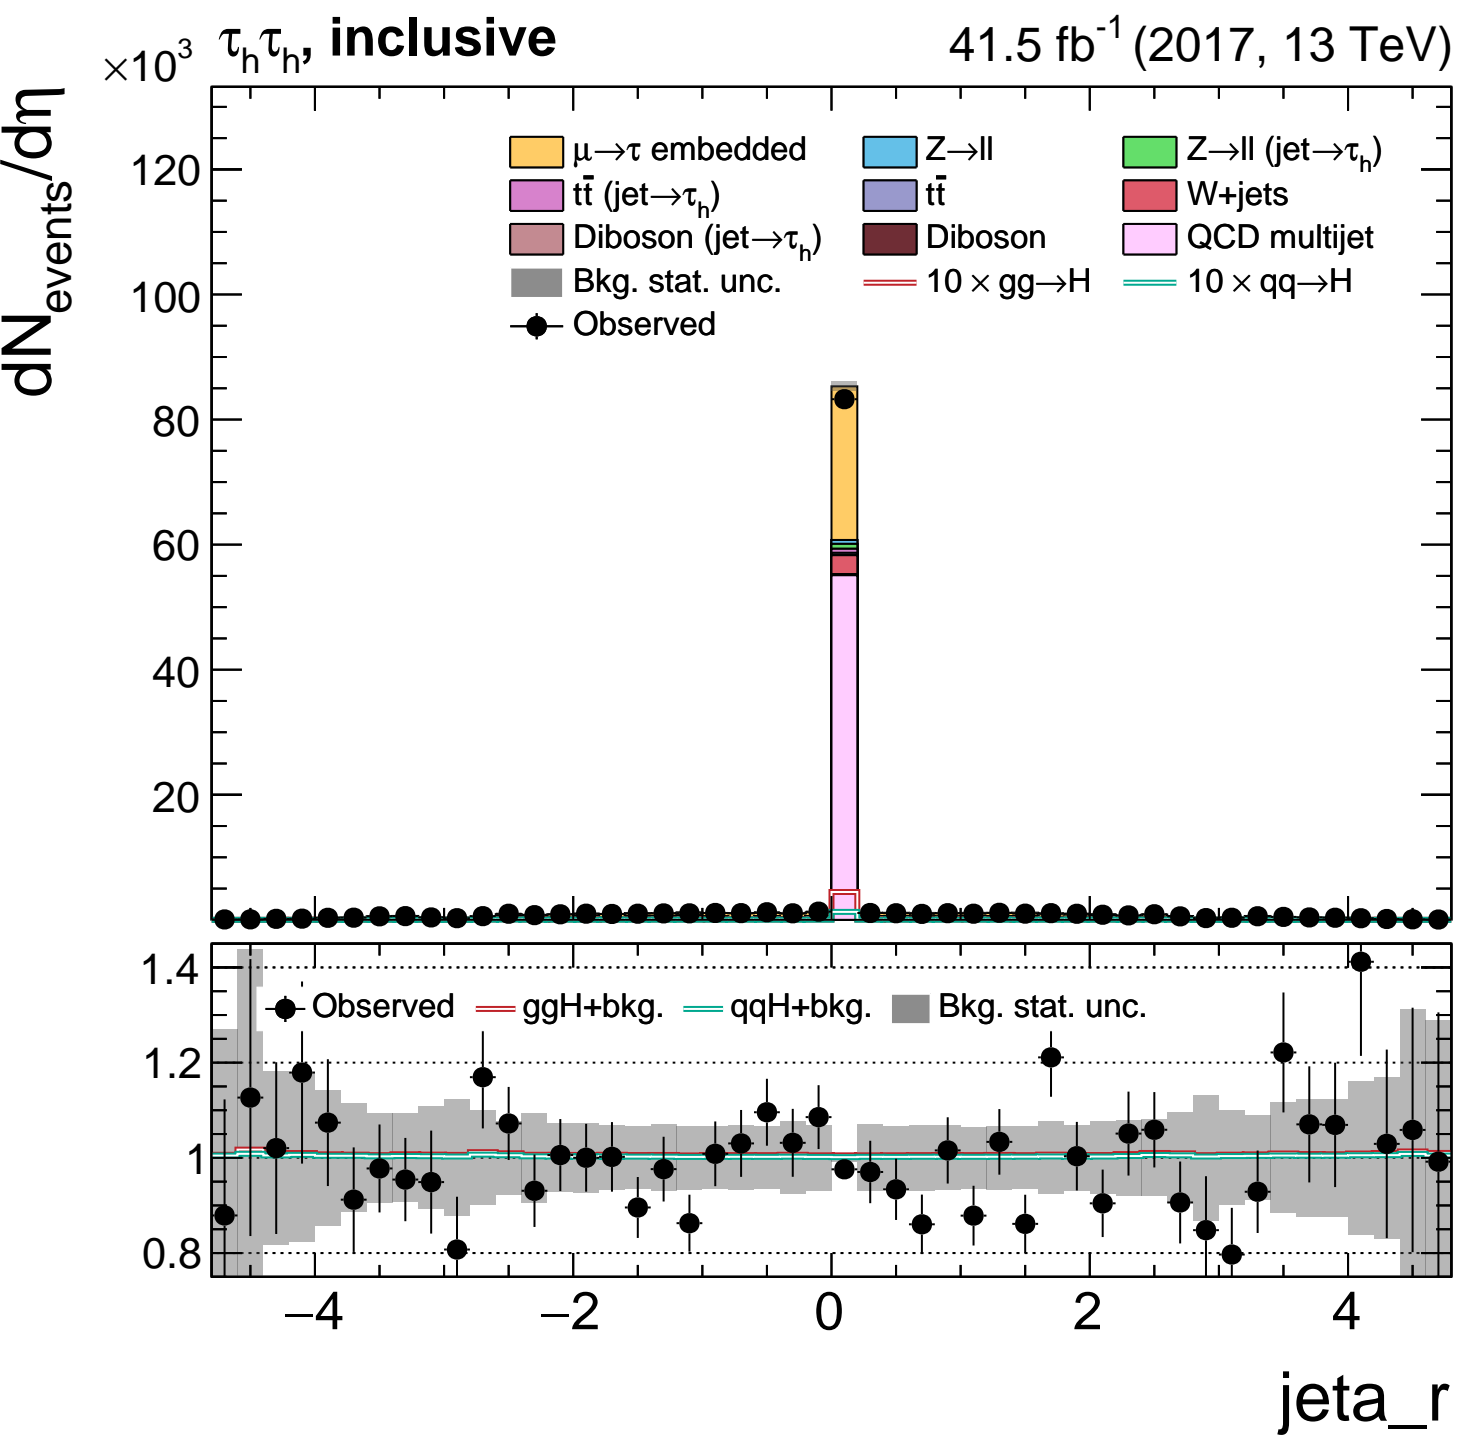 ×10³ τₕτₕ, inclusive 41.5 fb⁻¹ (2017, 13 TeV)
dN_events/dη
μ→τ embedded Z→ll Z→ll (jet→τₕ)
tt̄ (jet→τₕ) tt̄ W+jets
Diboson (jet→τₕ) Diboson QCD multijet
Bkg. stat. unc. 10 × gg→H 10 × qq→H
Observed
120
100
80
60
40
20
1.4
Observed ggH+bkg. qqH+bkg. Bkg. stat. unc.
1.2
1
0.8
−4 −2 0 2 4
jeta_r